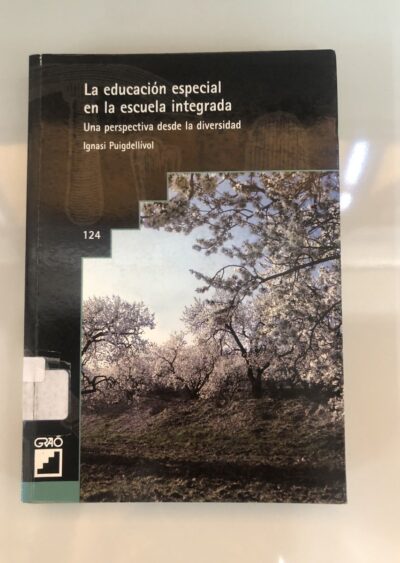 La educación especial
en la escuela integrada
Una perspectiva desde la diversidad
Ignasi Puigdellívol
124
GRAÓ